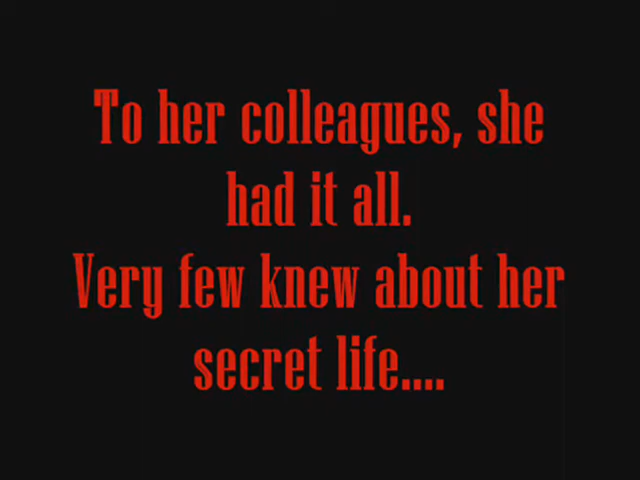 To her colleagues, she
had it all.
Very few knew about her
secret life....